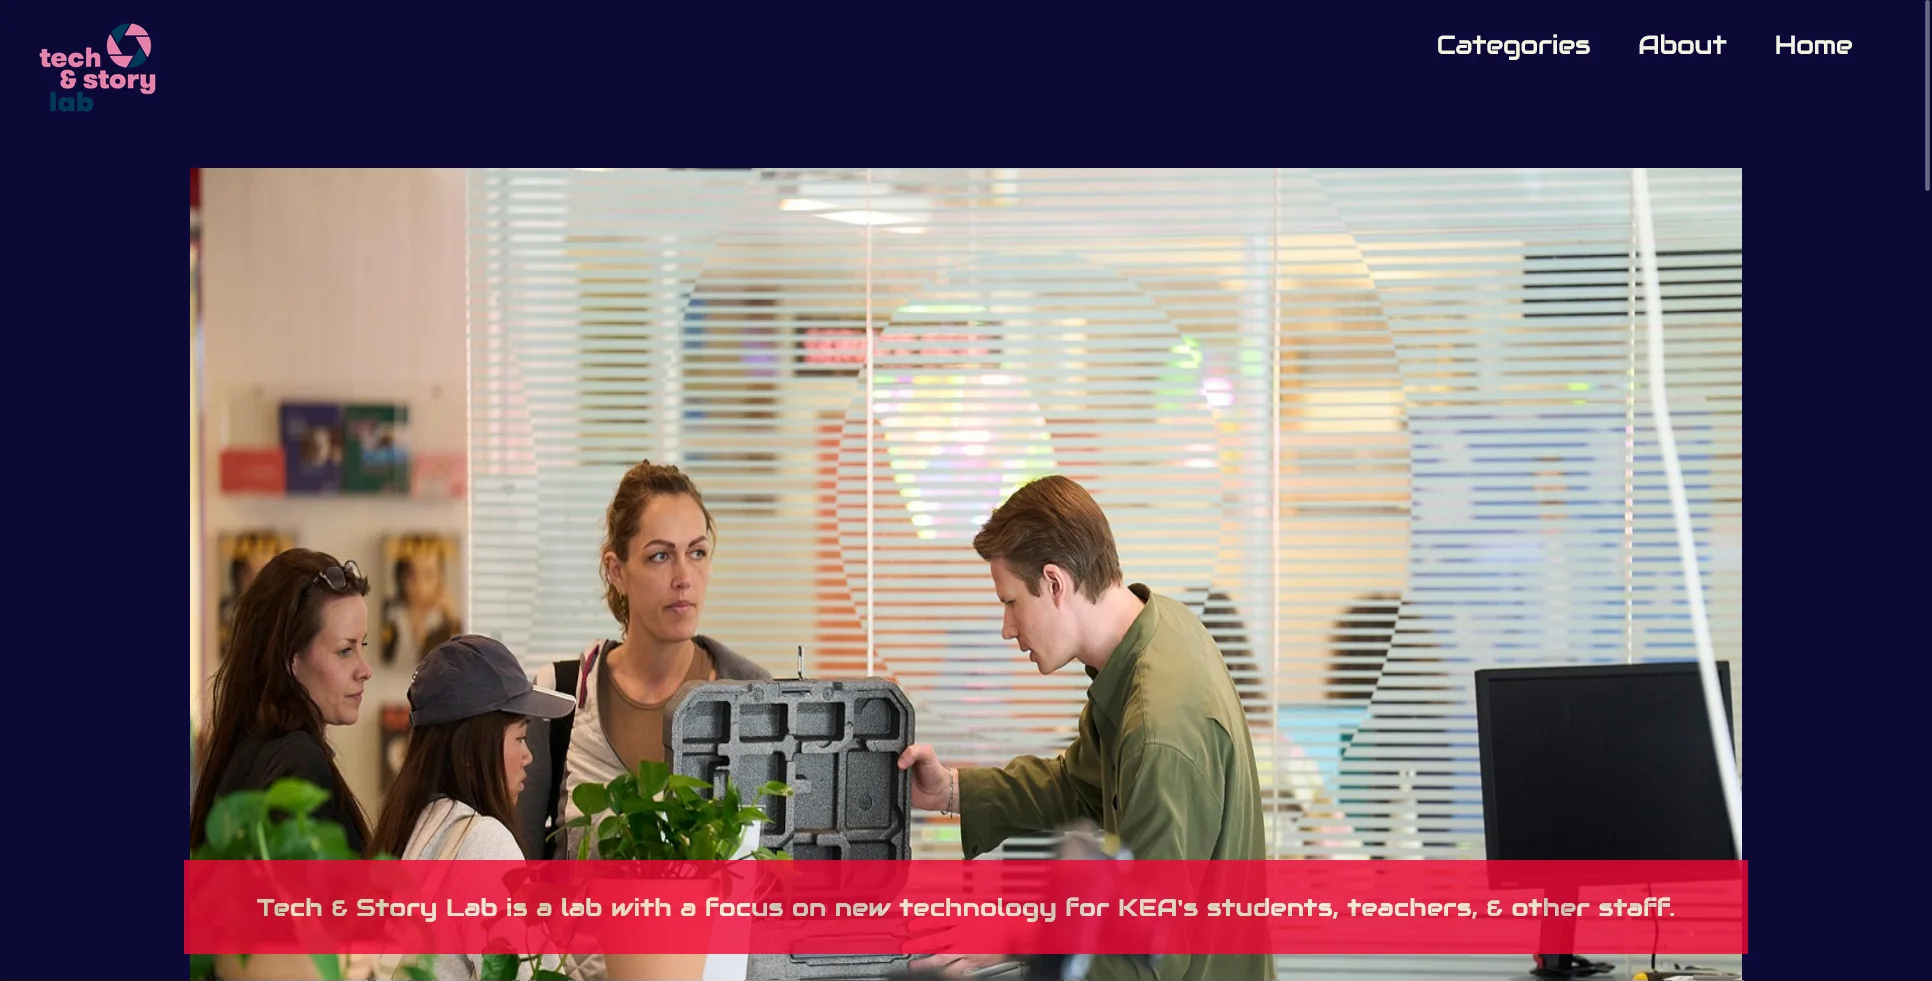 tech
& story
lab
Categories
About
Home
Tech & Story Lab is a lab with a focus on new technology for KEA's students, teachers, & other staff.